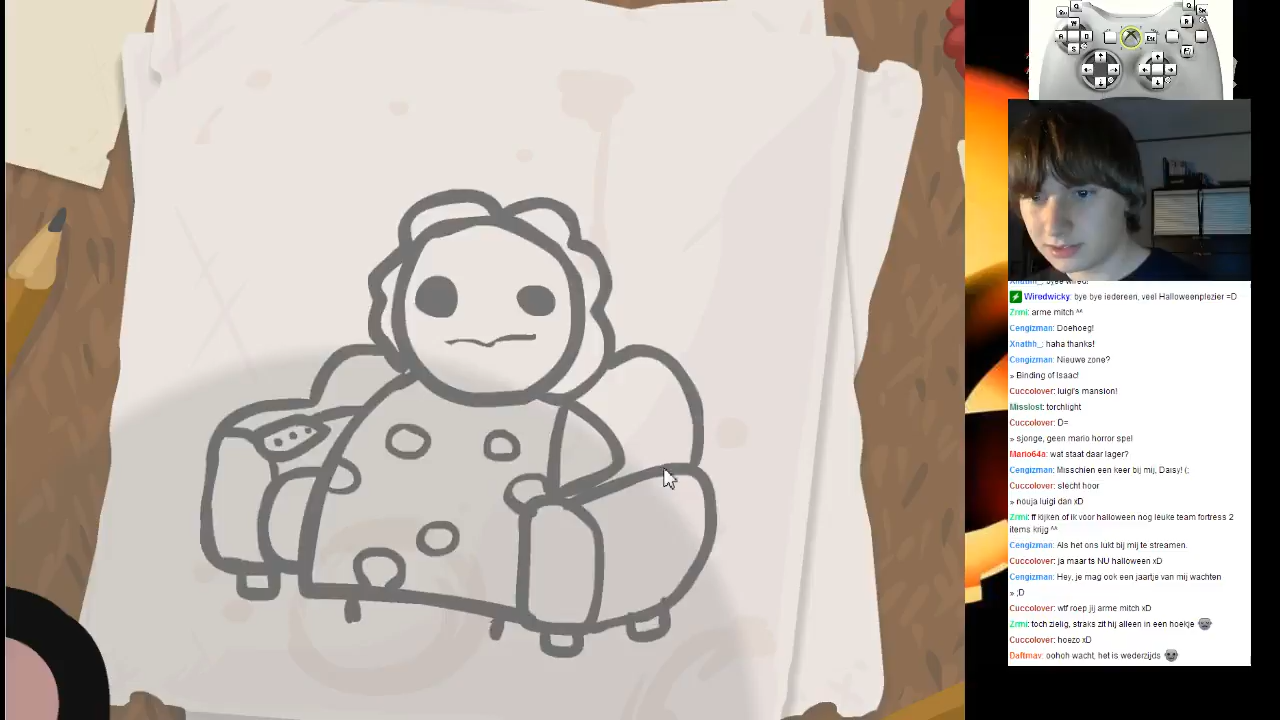 Xnathh_: byee wired!
Wiredwicky: bye bye iedereen, veel Halloweenplezier =D
Zrmi: arme mitch ^^
Cengizman: Doehoeg!
Xnathh_: haha thanks!
Cengizman: Nieuwe zone?
» Binding of Isaac!
Cuccolover: luigi's mansion!
Misslost: torchlight
Cuccolover: D=
» sjonge, geen mario horror spel
Mario64a: wat staat daar lager?
Cengizman: Misschien een keer bij mij, Daisy! (;
Cuccolover: slecht hoor
» nouja luigi dan xD
Zrmi: ff kijken of ik voor halloween nog leuke team fortress 2
items krijg ^^
Cengizman: Als het ons lukt bij mij te streamen.
Cuccolover: ja maar ts NU halloween xD
Cengizman: Hey, je mag ook een jaartje van mij wachten
» ;D
Cuccolover: wtf roep jij arme mitch xD
Zrmi: toch zielig, straks zit hij alleen in een hoekje
Cuccolover: hoezo xD
Daftmav: oohoh wacht, het is wederzijds